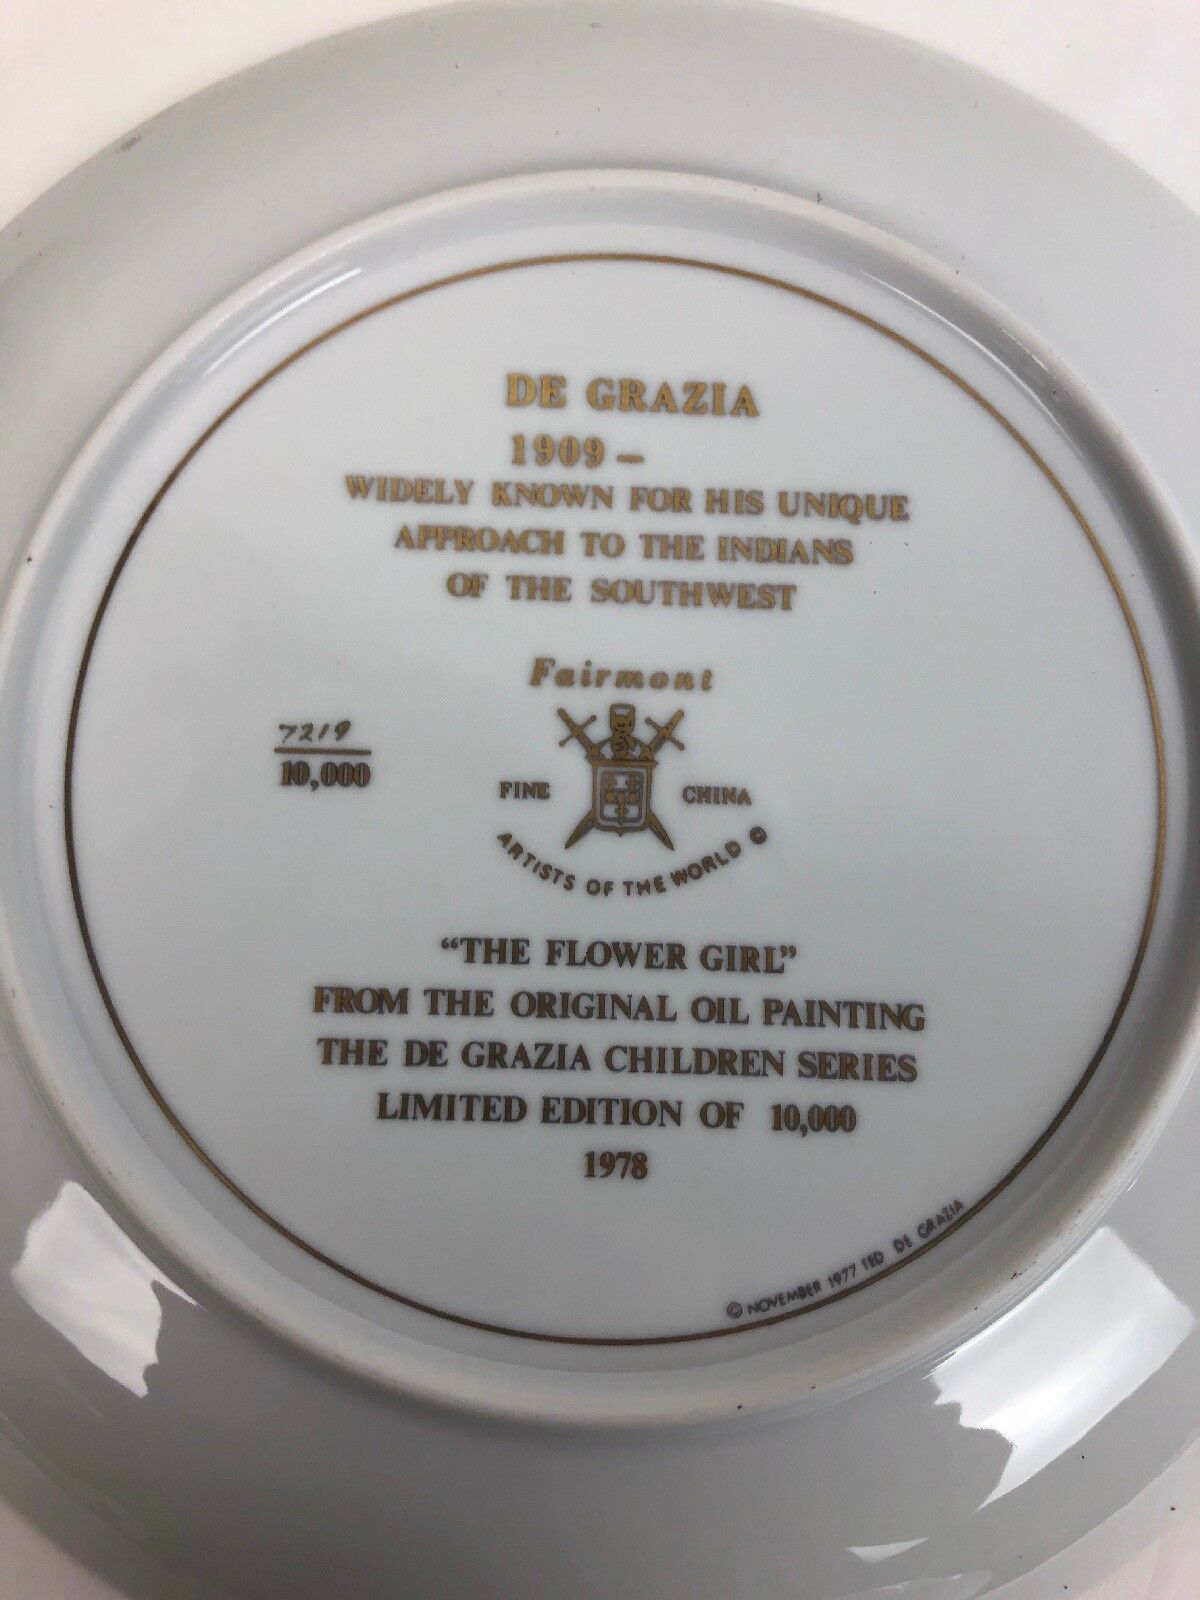 DE GRAZIA
1909 –
WIDELY KNOWN FOR HIS UNIQUE
APPROACH TO THE INDIANS
OF THE SOUTHWEST
Fairmont
7219
10,000
FINE CHINA
ARTISTS OF THE WORLD ©
“THE FLOWER GIRL”
FROM THE ORIGINAL OIL PAINTING
THE DE GRAZIA CHILDREN SERIES
LIMITED EDITION OF 10,000
1978
© NOVEMBER 1977 TED DE GRAZIA